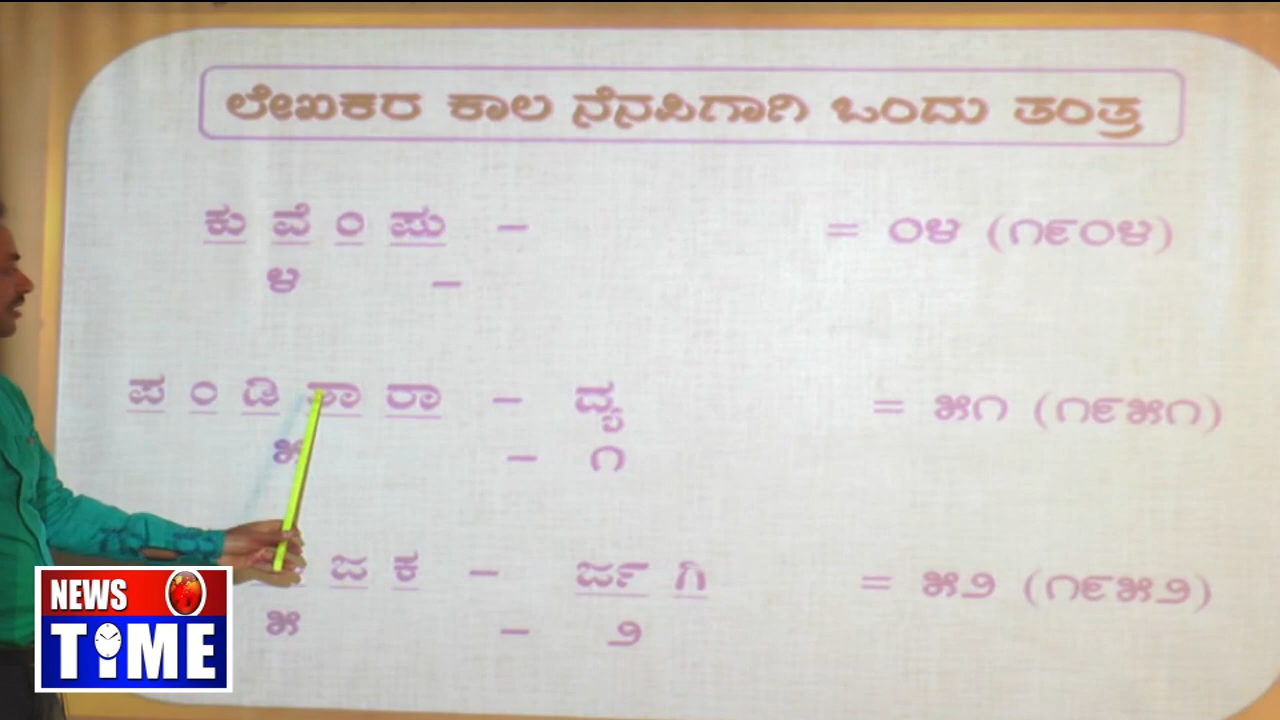 ಲೇಖಕರ ಕಾಲ ನೆನಪಿಗಾಗಿ ಒಂದು ತಂತ್ರ
ಕು ವೆ ಂ ಪು - = ೦೪ (೧೯೦೪)
೪ -
ಪ ಂ ಡಿ ತಾ ರಾ - ದ್ಯ = ೫೧ (೧೯೫೧)
೫ - ೧
ಜ ಕ - ರ್ಜಿ ಗಿ = ೫೨ (೧೯೫೨)
೫ - ೨
NEWS
TIME